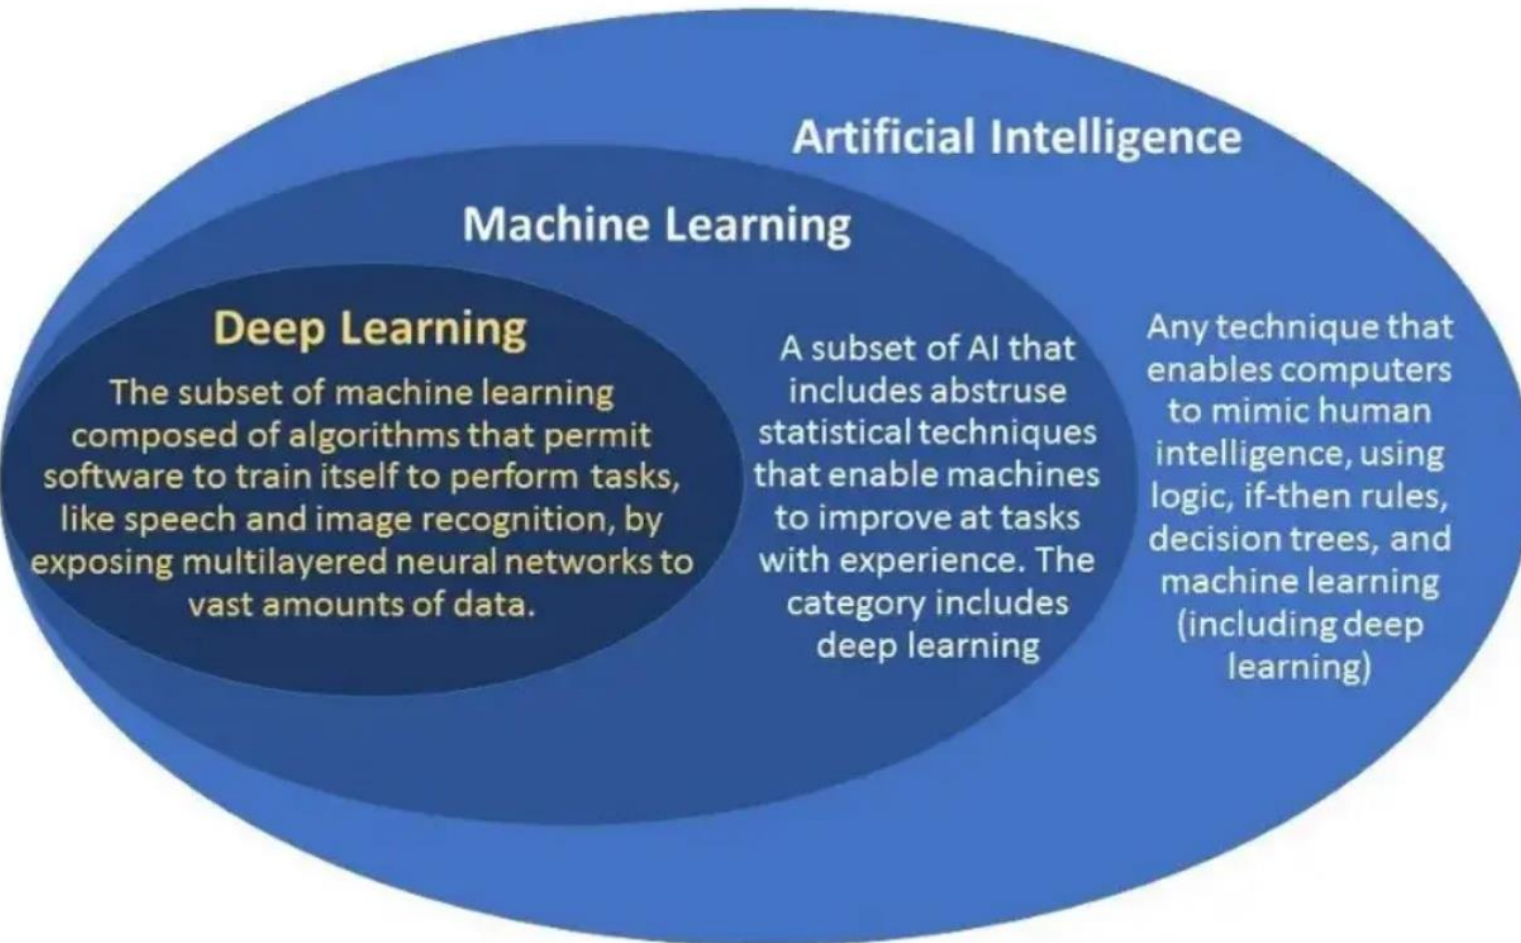 Artificial Intelligence
Machine Learning
Deep Learning
The subset of machine learning
composed of algorithms that permit
software to train itself to perform tasks,
like speech and image recognition, by
exposing multilayered neural networks to
vast amounts of data.
A subset of AI that
includes abstruse
statistical techniques
that enable machines
to improve at tasks
with experience. The
category includes
deep learning
Any technique that
enables computers
to mimic human
intelligence, using
logic, if-then rules,
decision trees, and
machine learning
(including deep
learning)